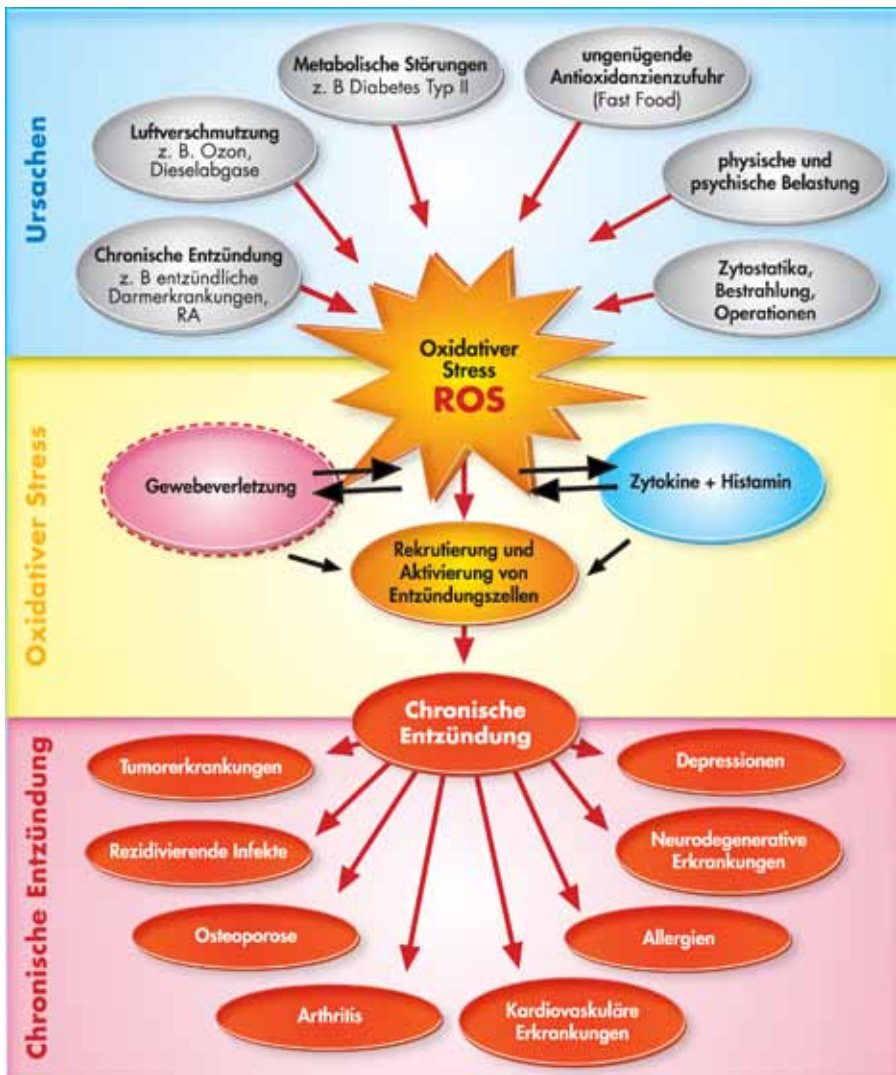 Ursachen
Metabolische Störungen
z. B Diabetes Typ II
ungenügende
Antioxidanzienzufuhr
(Fast Food)
Luftverschmutzung
z. B. Ozon,
Dieselabgase
physische und
psychische Belastung
Chronische Entzündung
z. B entzündliche
Darmerkrankungen,
RA
Zytostatika,
Bestrahlung,
Operationen
Oxidativer
Stress
ROS
Oxidativer Stress
Gewebeverletzung
Zytokine + Histamin
Rekrutierung und
Aktivierung von
Entzündungszellen
Chronische
Entzündung
Chronische Entzündung
Tumorerkrankungen
Depressionen
Rezidivierende Infekte
Neurodegenerative
Erkrankungen
Osteoporose
Allergien
Arthritis
Kardiovaskuläre
Erkrankungen